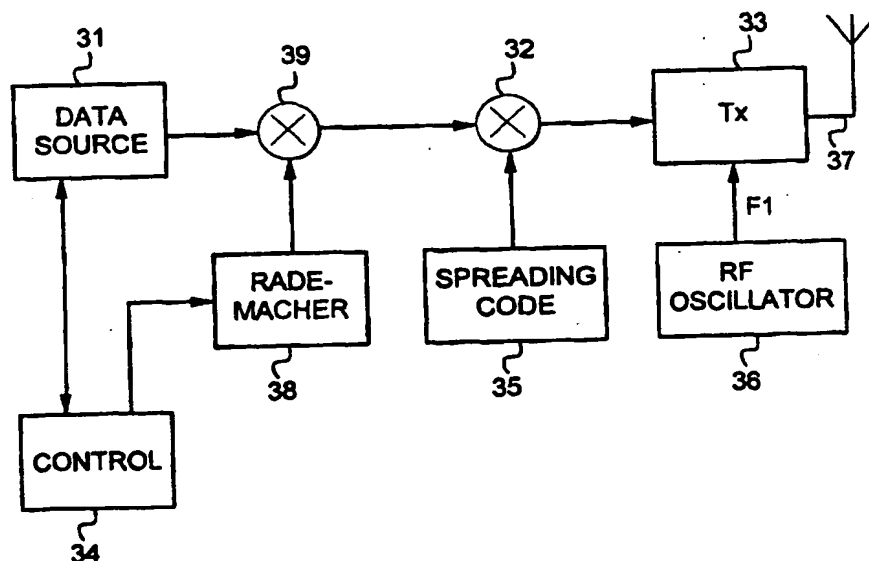 31
39
32
33
DATA
SOURCE
Tx
37
F1
RADE-
MACHER
SPREADING
CODE
RF
OSCILLATOR
38
35
36
CONTROL
34